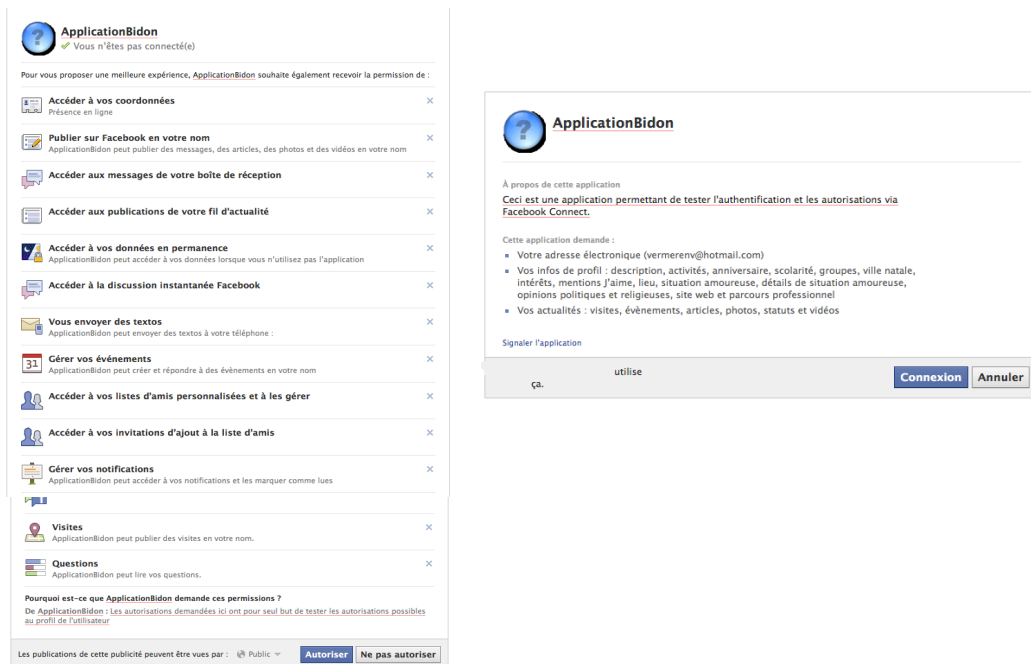 ApplicationBidon
Vous n'êtes pas connecté(e)
Pour vous proposer une meilleure expérience, ApplicationBidon souhaite également recevoir la permission de :
Accéder à vos coordonnées
Présence en ligne
Publier sur Facebook en votre nom
ApplicationBidon peut publier des messages, des articles, des photos et des vidéos en votre nom
Accéder aux messages de votre boîte de réception
Accéder aux publications de votre fil d'actualité
Accéder à vos données en permanence
ApplicationBidon peut accéder à vos données lorsque vous n'utilisez pas l'application
Accéder à la discussion instantanée Facebook
Vous envoyer des textos
ApplicationBidon peut envoyer des textos à votre téléphone :
31
Gérer vos événements
ApplicationBidon peut créer et répondre à des évènements en votre nom
Accéder à vos listes d'amis personnalisées et à les gérer
Accéder à vos invitations d'ajout à la liste d'amis
Gérer vos notifications
ApplicationBidon peut accéder à vos notifications et les marquer comme lues
Visites
ApplicationBidon peut publier des visites en votre nom.
Questions
ApplicationBidon peut lire vos questions.
Pourquoi est-ce que ApplicationBidon demande ces permissions ?
De ApplicationBidon : Les autorisations demandées ici ont pour seul but de tester les autorisations possibles
au profil de l'utilisateur
Les publications de cette publicité peuvent être vues par : Public
Autoriser
Ne pas autoriser
ApplicationBidon
À propos de cette application
Ceci est une application permettant de tester l'authentification et les autorisations via
Facebook Connect.
Cette application demande :
Votre adresse électronique (vermerenv@hotmail.com)
Vos infos de profil : description, activités, anniversaire, scolarité, groupes, ville natale,
intérêts, mentions J'aime, lieu, situation amoureuse, détails de situation amoureuse,
opinions politiques et religieuses, site web et parcours professionnel
Vos actualités : visites, évènements, articles, photos, statuts et vidéos
Signaler l'application
utilise
ça.
Connexion
Annuler